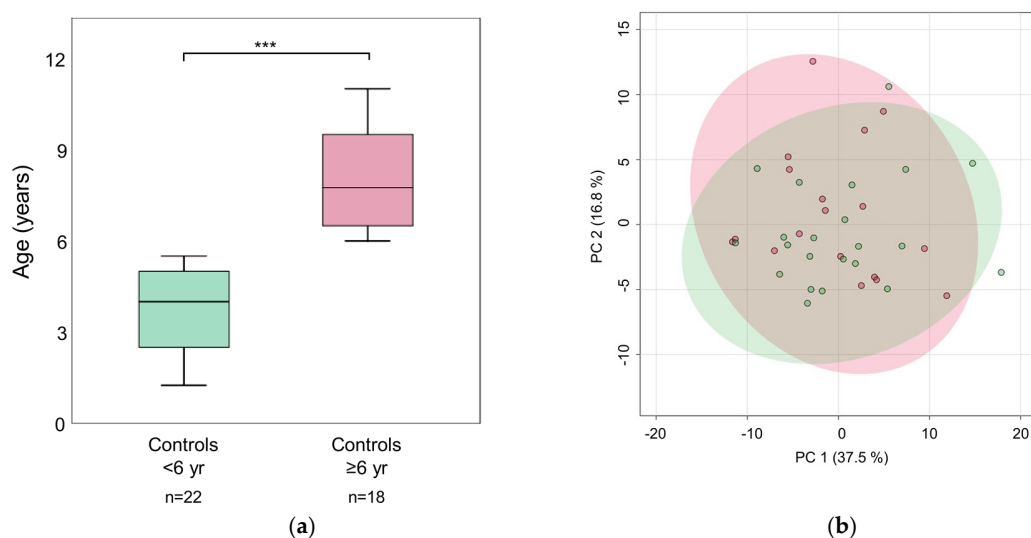 ***
12
9
6
3
0
Age (years)
Controls
<6 yr
n=22
Controls
≥6 yr
n=18
(a)
15
10
5
0
-5
-10
PC 2 (16.8 %)
-20
-10
0
10
20
PC 1 (37.5 %)
(b)